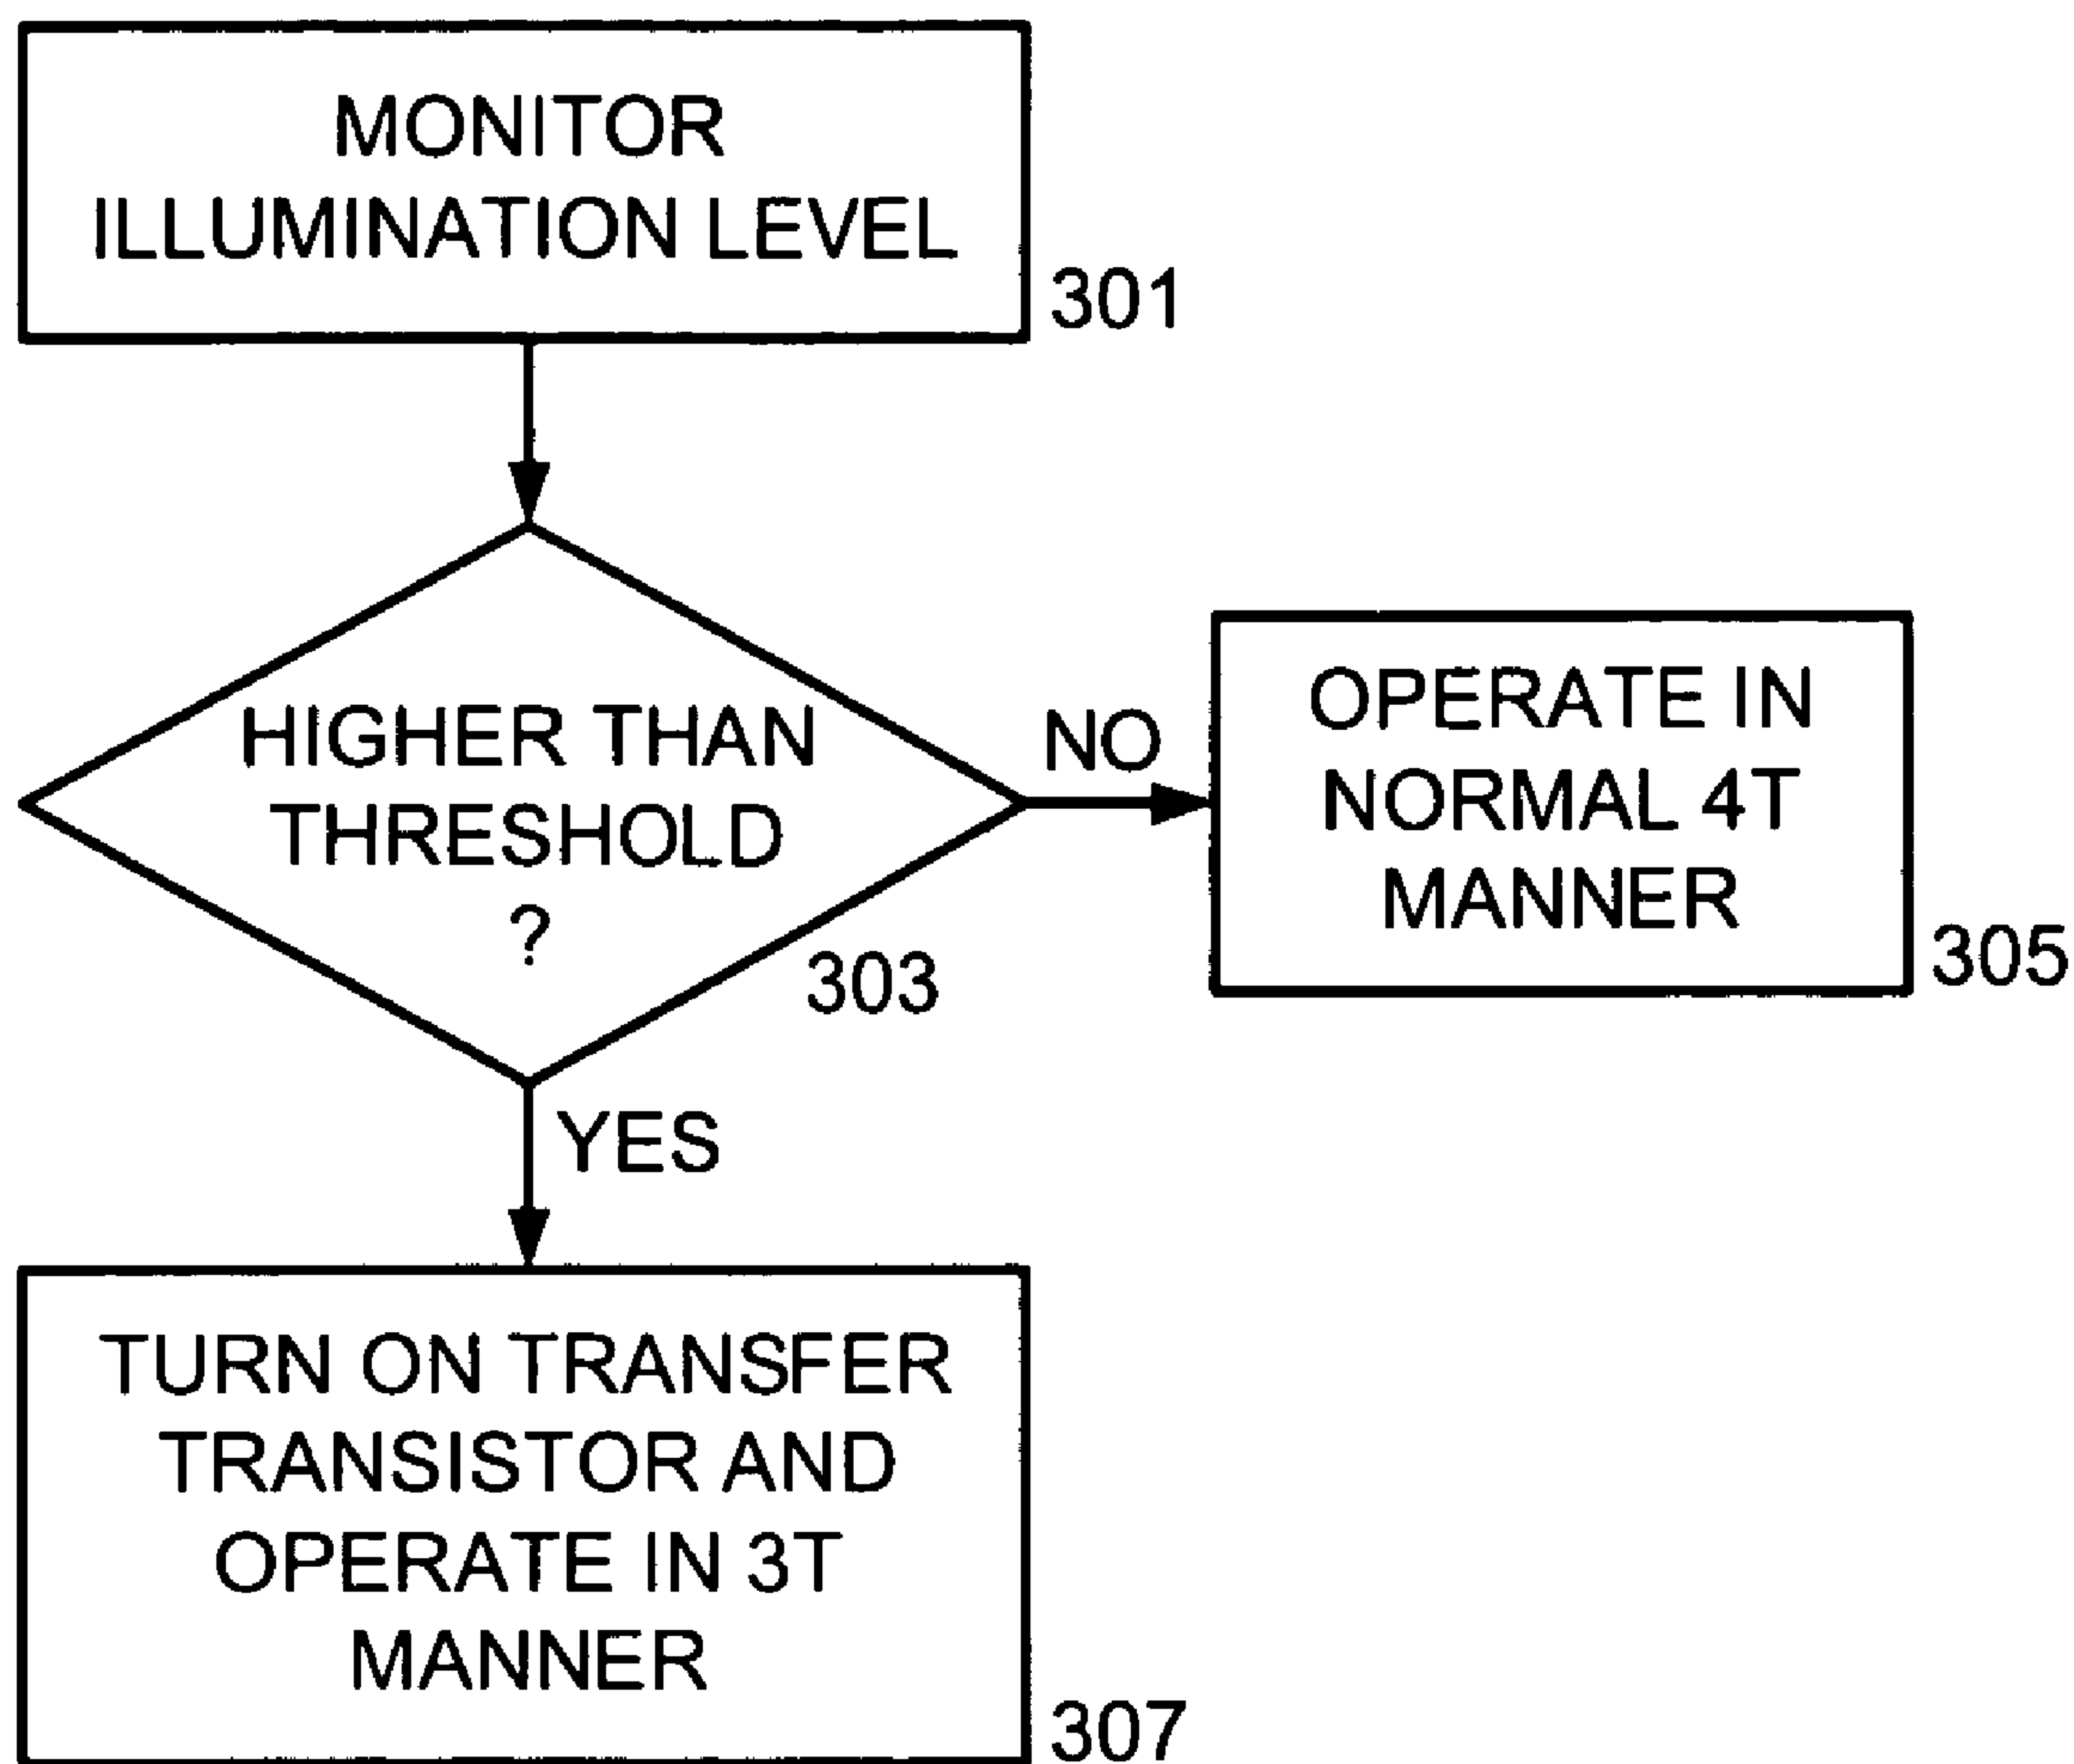 MONITOR
ILLUMINATION LEVEL
301
HIGHER THAN
THRESHOLD
?
303
NO
OPERATE IN
NORMAL 4T
MANNER
305
YES
TURN ON TRANSFER
TRANSISTOR AND
OPERATE IN 3T
MANNER
307